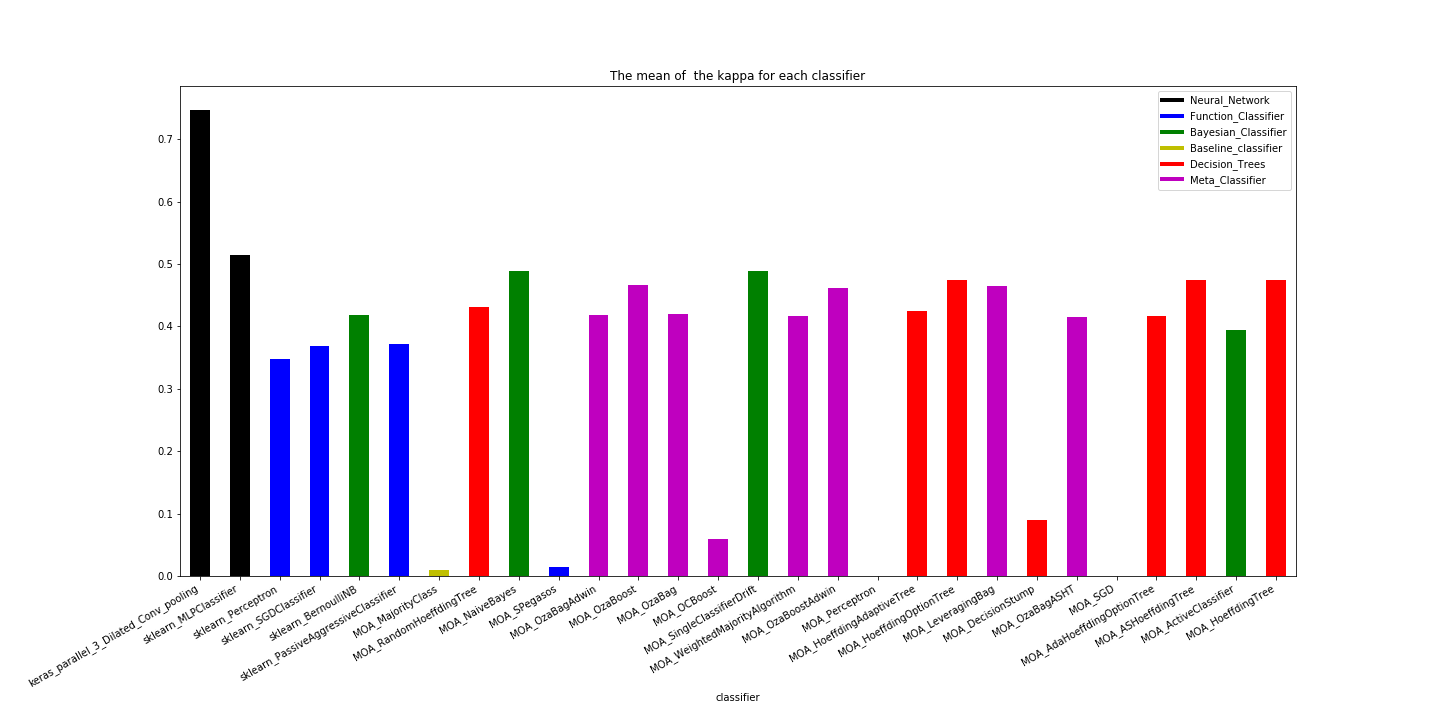 The mean of  the kappa for each classifier
Neural_Network
Function_Classifier
Bayesian_Classifier
Baseline_classifier
Decision_Trees
Meta_Classifier
0.7
0.6
0.5
0.4
0.3
0.2
0.1
0.0
keras_parallel_3_Dilated_Conv_pooling
sklearn_MLPClassifier
sklearn_Perceptron
sklearn_SGDClassifier
sklearn_BernoulliNB
sklearn_PassiveAggressiveClassifier
MOA_MajorityClass
MOA_RandomHoeffdingTree
MOA_NaiveBayes
MOA_SPegasos
MOA_OzaBagAdwin
MOA_OzaBoost
MOA_OzaBag
MOA_OCBoost
MOA_SingleClassifierDrift
MOA_WeightedMajorityAlgorithm
MOA_OzaBoostAdwin
MOA_Perceptron
MOA_HoeffdingAdaptiveTree
MOA_HoeffdingOptionTree
MOA_LeveragingBag
MOA_DecisionStump
MOA_OzaBagASHT
MOA_SGD
MOA_AdaHoeffdingOptionTree
MOA_ASHoeffdingTree
MOA_ActiveClassifier
MOA_HoeffdingTree
classifier